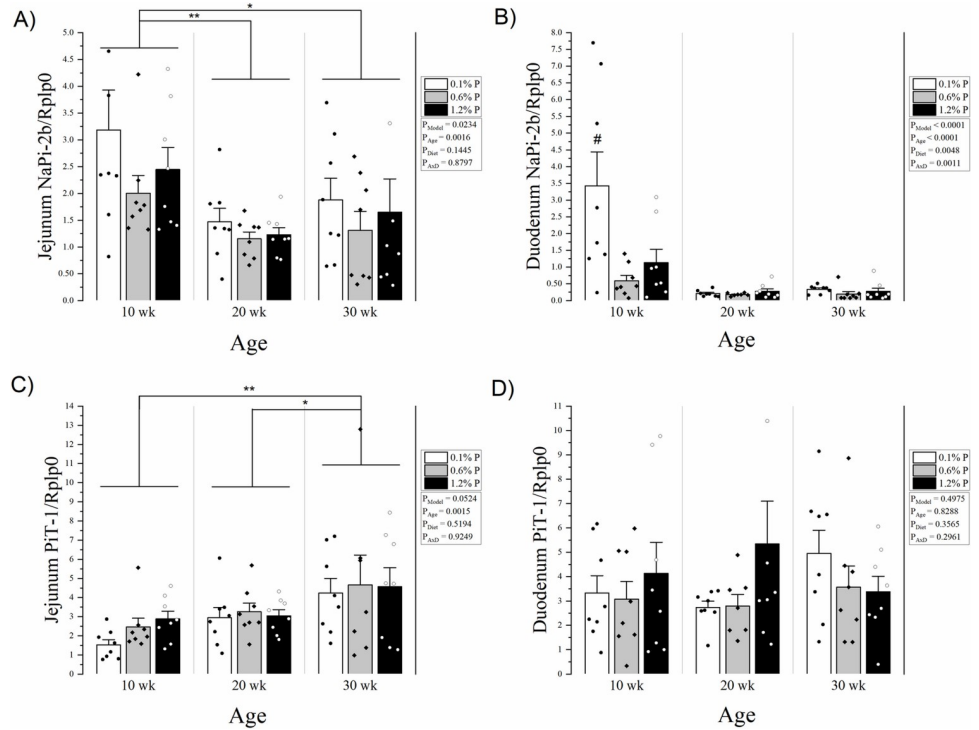 A)
*
**
Jejunum NaPi-2b/Rplp0
5.0
4.5
4.0
3.5
3.0
2.5
2.0
1.5
1.0
0.50
0.0
10 wk 20 wk 30 wk
Age
0.1% P
0.6% P
1.2% P
PModel = 0.0234
PAge = 0.0016
PDiet = 0.1445
PAxD = 0.8797
B)
Duodenum NaPi-2b/Rplp0
8.0
7.5
7.0
6.5
6.0
5.5
5.0
4.5
4.0
3.5
3.0
2.5
2.0
1.5
1.0
0.50
0.0
#
10 wk 20 wk 30 wk
Age
0.1% P
0.6% P
1.2% P
PModel < 0.0001
PAge < 0.0001
PDiet = 0.0048
PAxD = 0.0011
C)
**
*
Jejunum PiT-1/Rplp0
14
13
12
11
10
9
8
7
6
5
4
3
2
1
0
10 wk 20 wk 30 wk
Age
0.1% P
0.6% P
1.2% P
PModel = 0.0524
PAge = 0.0015
PDiet = 0.5194
PAxD = 0.9249
D)
Duodenum PiT-1/Rplp0
11
10
9
8
7
6
5
4
3
2
1
0
10 wk 20 wk 30 wk
Age
0.1% P
0.6% P
1.2% P
PModel = 0.4975
PAge = 0.8288
PDiet = 0.3565
PAxD = 0.2961